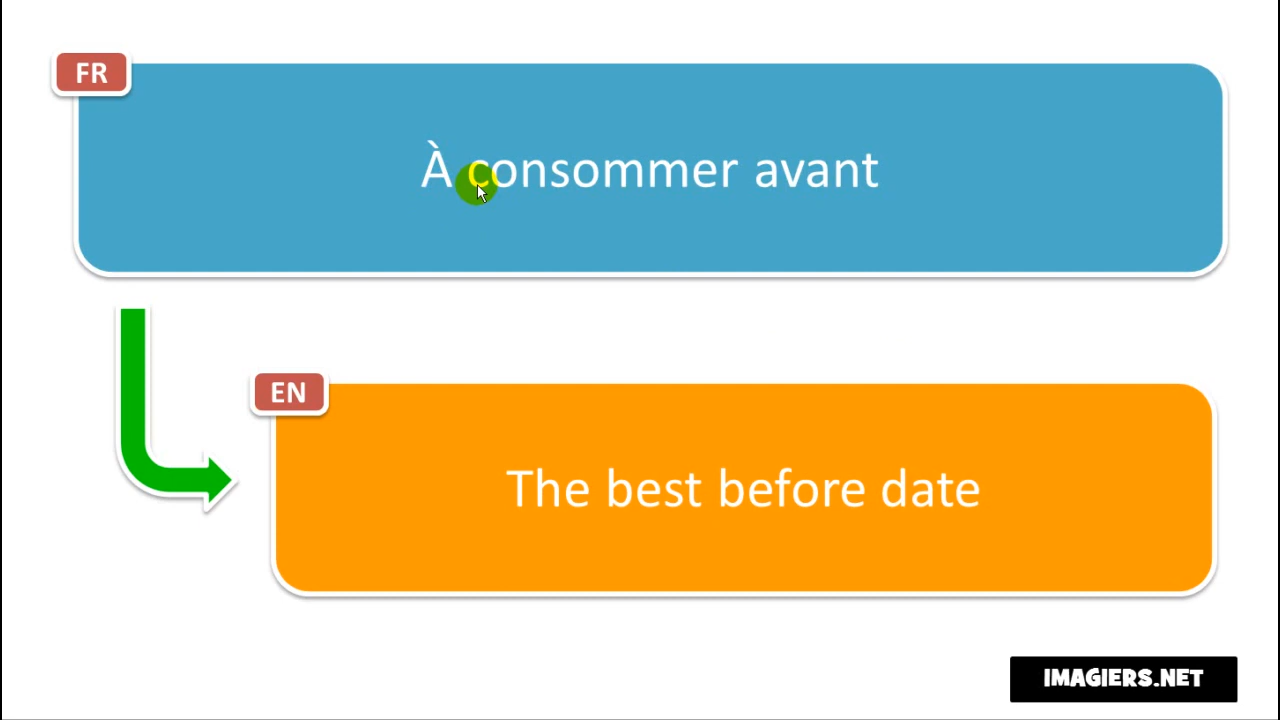 FR
À consommer avant
EN
The best before date
IMAGIERS.NET